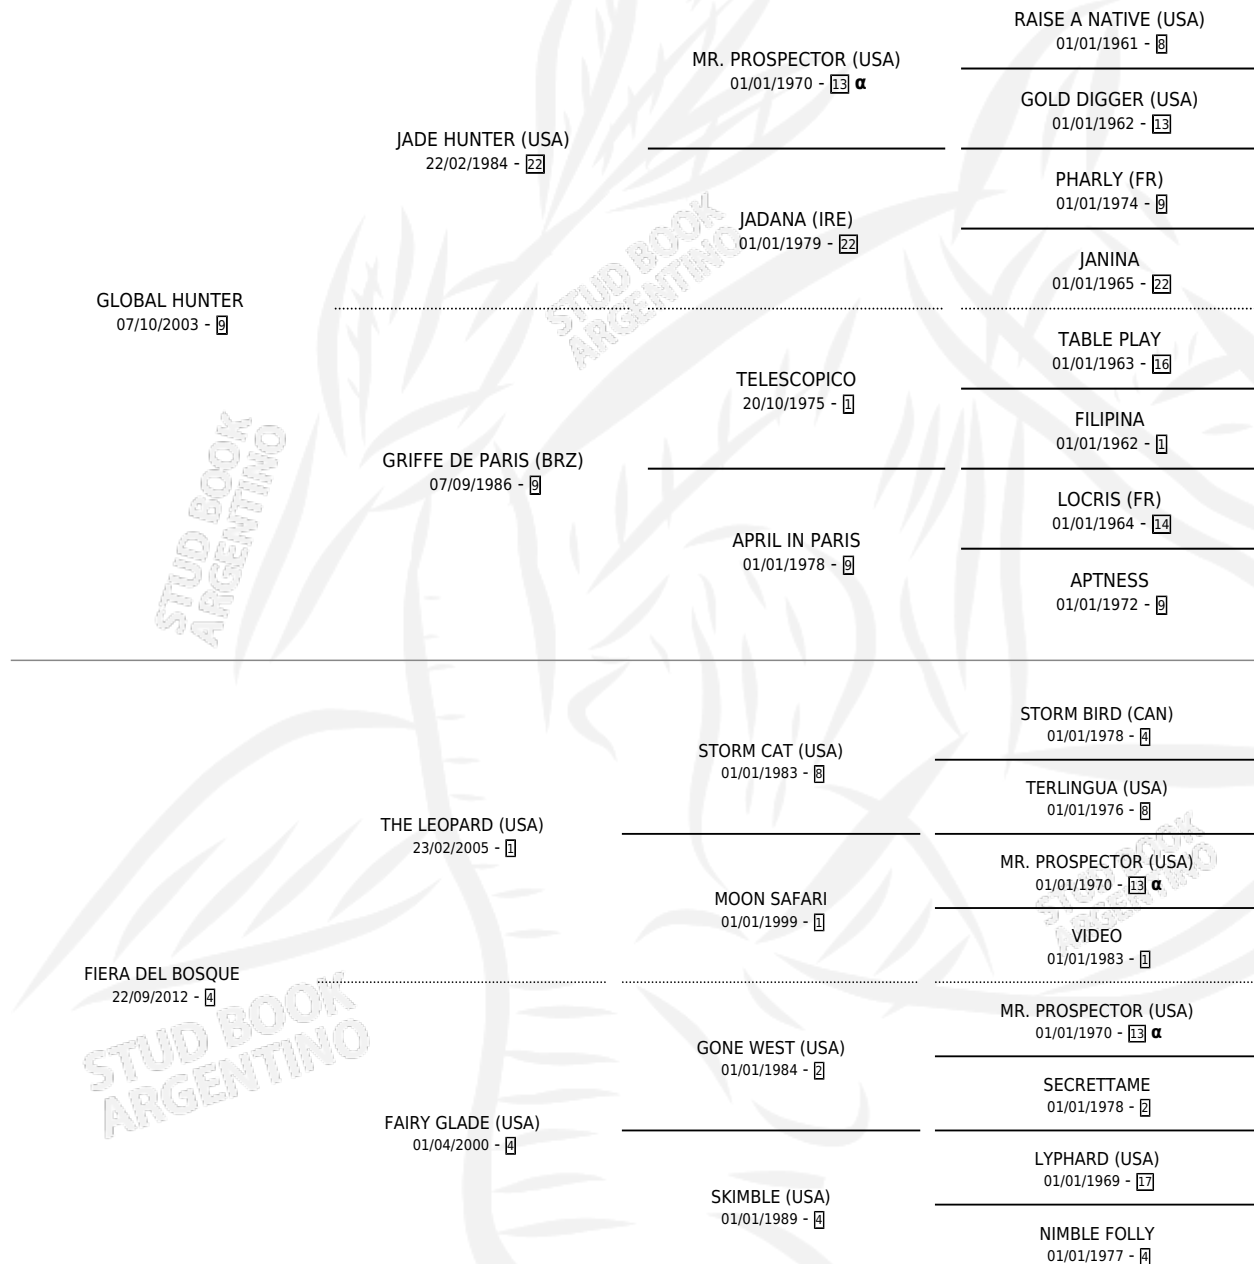 RAISE A NATIVE (USA)
01/01/1961 - 8
MR. PROSPECTOR (USA)
01/01/1970 - 13 α
GOLD DIGGER (USA)
01/01/1962 - 13
JADE HUNTER (USA)
22/02/1984 - 22
PHARLY (FR)
01/01/1974 - 9
JADANA (IRE)
01/01/1979 - 22
JANINA
01/01/1965 - 22
GLOBAL HUNTER
07/10/2003 - 9
TABLE PLAY
01/01/1963 - 16
TELESCOPICO
20/10/1975 - 1
FILIPINA
01/01/1962 - 1
GRIFFE DE PARIS (BRZ)
07/09/1986 - 9
LOCRIS (FR)
01/01/1964 - 14
APRIL IN PARIS
01/01/1978 - 9
APTNESS
01/01/1972 - 9
STORM BIRD (CAN)
01/01/1978 - 4
STORM CAT (USA)
01/01/1983 - 8
TERLINGUA (USA)
01/01/1976 - 8
THE LEOPARD (USA)
23/02/2005 - 1
MR. PROSPECTOR (USA)
01/01/1970 - 13 α
MOON SAFARI
01/01/1999 - 1
VIDEO
01/01/1983 - 1
FIERA DEL BOSQUE
22/09/2012 - 4
MR. PROSPECTOR (USA)
01/01/1970 - 13 α
GONE WEST (USA)
01/01/1984 - 2
SECRETTAME
01/01/1978 - 2
FAIRY GLADE (USA)
01/04/2000 - 4
LYPHARD (USA)
01/01/1969 - 17
SKIMBLE (USA)
01/01/1989 - 4
NIMBLE FOLLY
01/01/1977 - 4
STUD BOOK
ARGENTINO
STUD BOOK
ARGENTINO
STUD BOOK
ARGENTINO
STUD BOOK
ARGENTINO